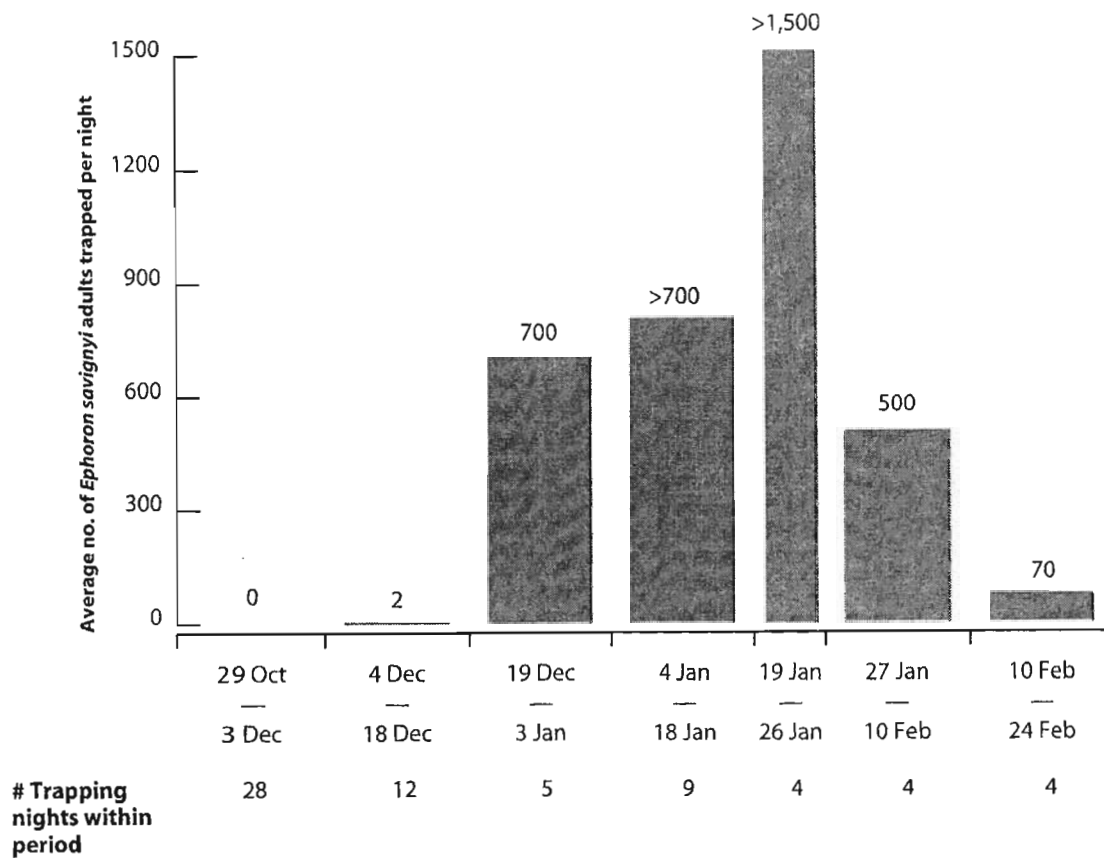 Average no. of Ephoron savignyi adults trapped per night
1500
1200
900
600
300
0
0
2
700
>700
>1,500
500
70
29 Oct
—
3 Dec
4 Dec
—
18 Dec
19 Dec
—
3 Jan
4 Jan
—
18 Jan
19 Jan
—
26 Jan
27 Jan
—
10 Feb
10 Feb
—
24 Feb
# Trapping
nights within
period
28
12
5
9
4
4
4